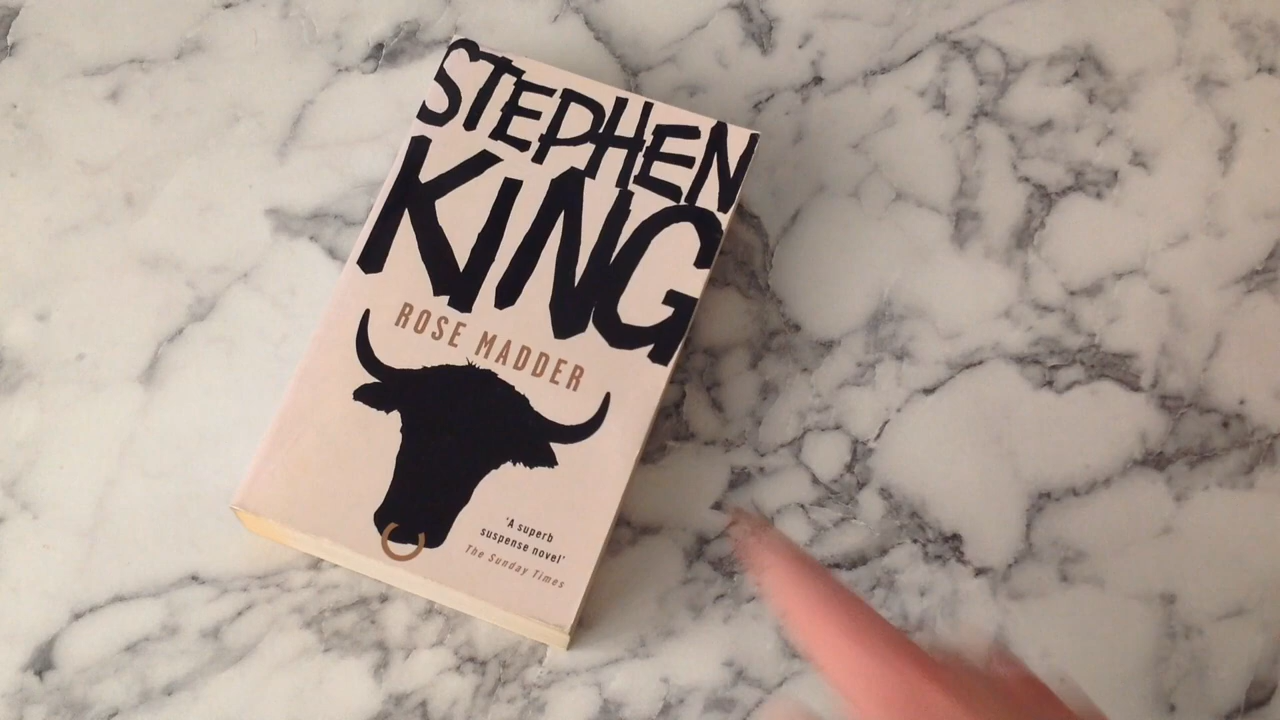 STEPHEN
KING
ROSE MADDER
'A superb
suspense novel'
The Sunday Times